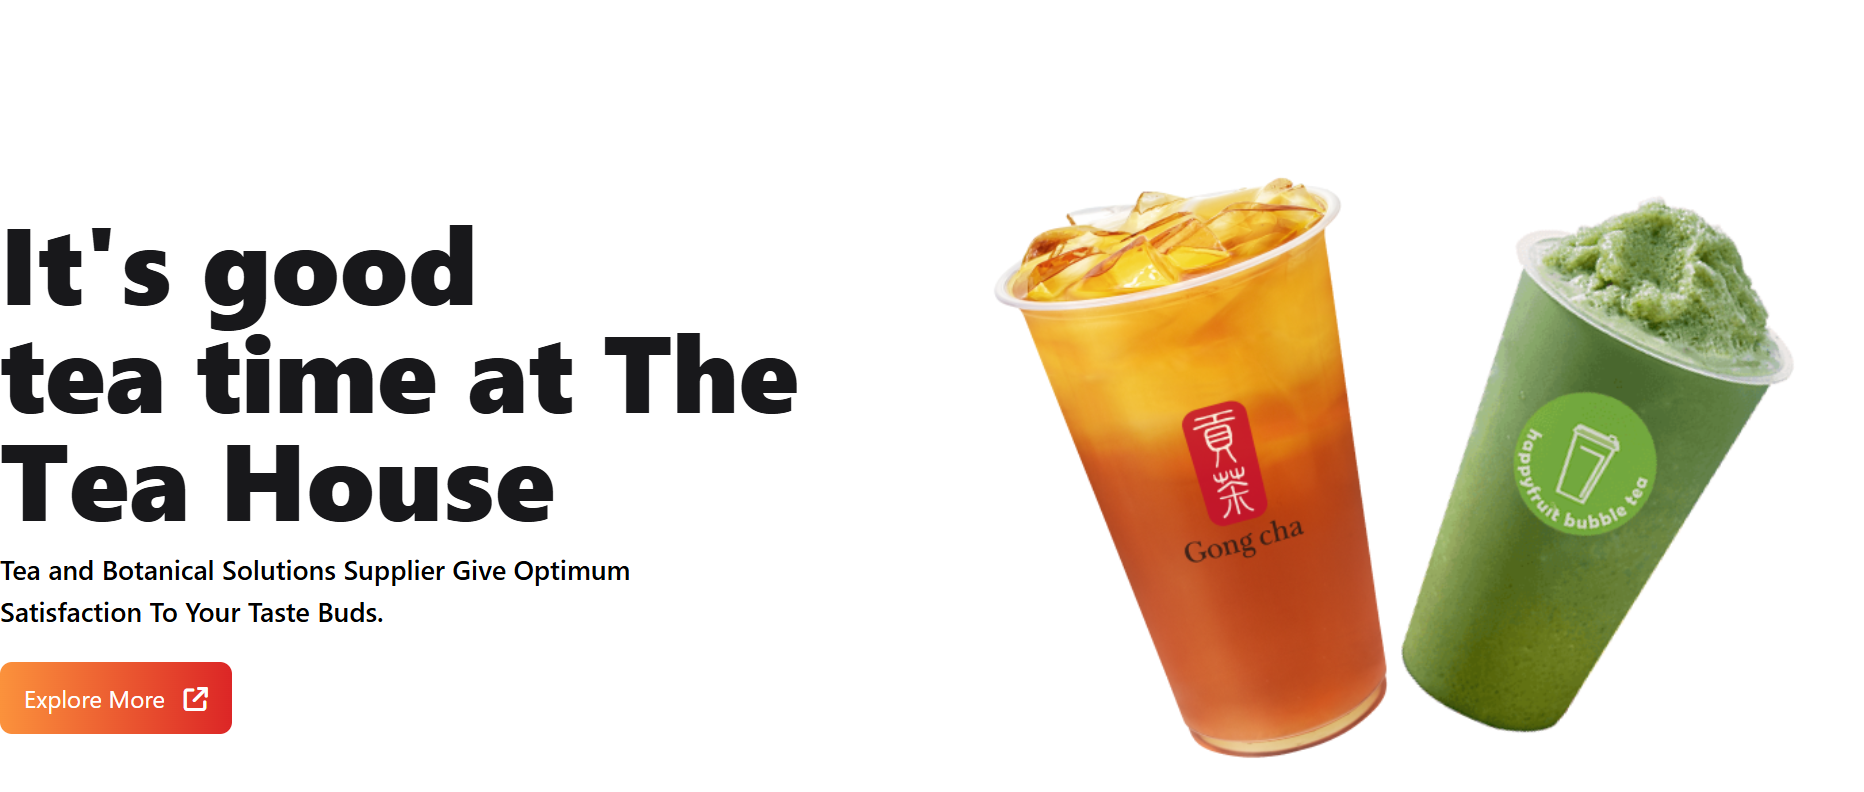 It's good
tea time at The
Tea House
Tea and Botanical Solutions Supplier Give Optimum
Satisfaction To Your Taste Buds.
Explore More
貢
茶
Gong cha
happyfruit bubble tea